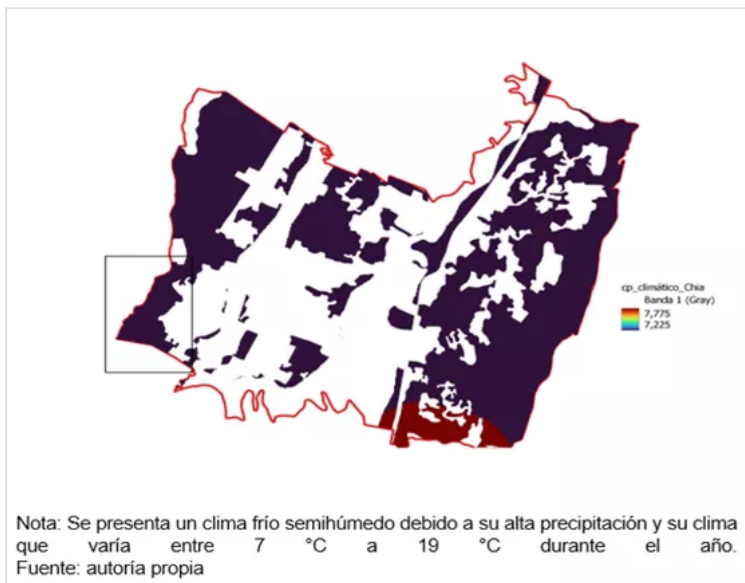 cp_climático_Chia
Banda 1 (Gray)
7,775
7,225
Nota: Se presenta un clima frío semihúmedo debido a su alta precipitación y su clima
que varía entre 7 °C a 19 °C durante el año.
Fuente: autoría propia